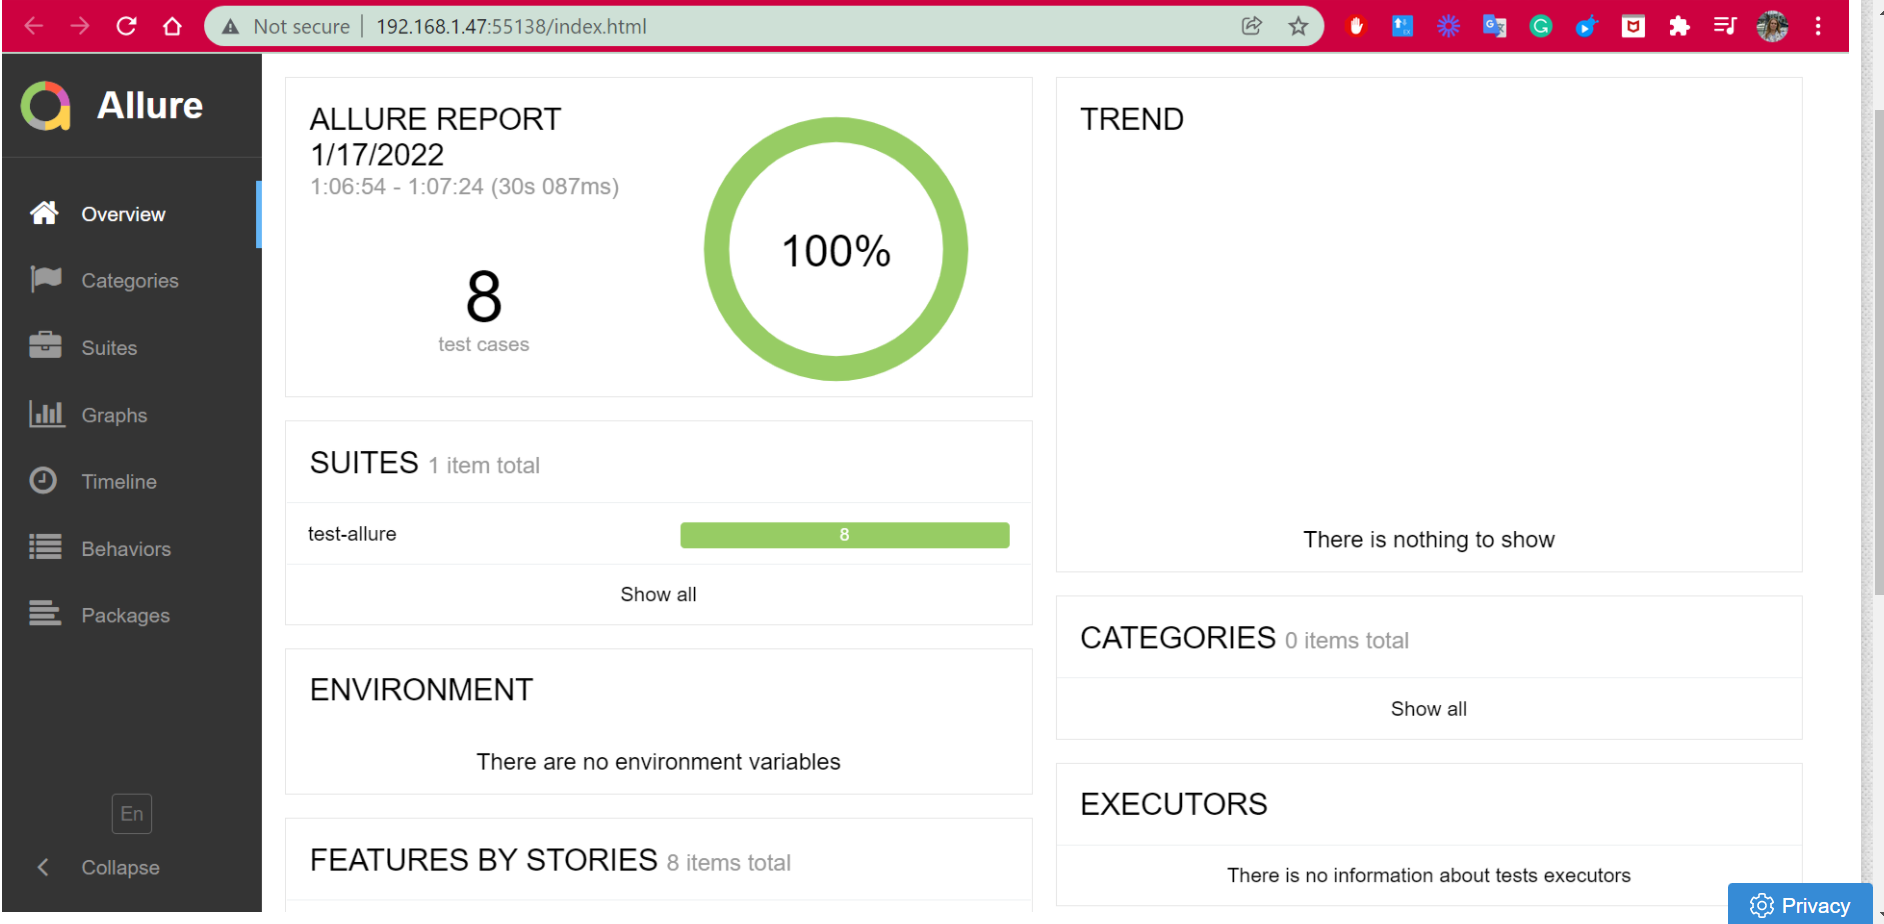 Not secure | 192.168.1.47:55138/index.html
Allure
Overview
Categories
Suites
Graphs
Timeline
Behaviors
Packages
En
Collapse
ALLURE REPORT
1/17/2022
1:06:54 - 1:07:24 (30s 087ms)
8
test cases
100%
SUITES 1 item total
test-allure 8
Show all
ENVIRONMENT
There are no environment variables
FEATURES BY STORIES 8 items total
TREND
There is nothing to show
CATEGORIES 0 items total
Show all
EXECUTORS
There is no information about tests executors
Privacy